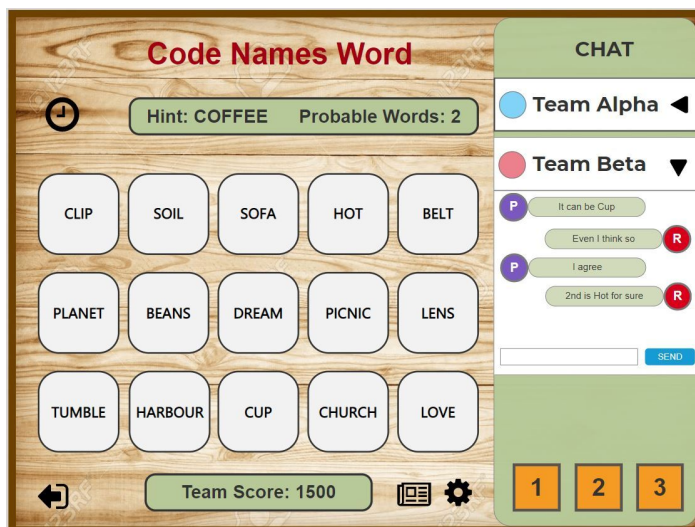 Code Names Word
Hint: COFFEE Probable Words: 2
CLIP SOIL SOFA HOT BELT
PLANET BEANS DREAM PICNIC LENS
TUMBLE HARBOUR CUP CHURCH LOVE
Team Score: 1500
CHAT
Team Alpha
Team Beta
P It can be Cup
Even I think so R
P I agree
2nd is Hot for sure R
SEND
1 2 3
123RF